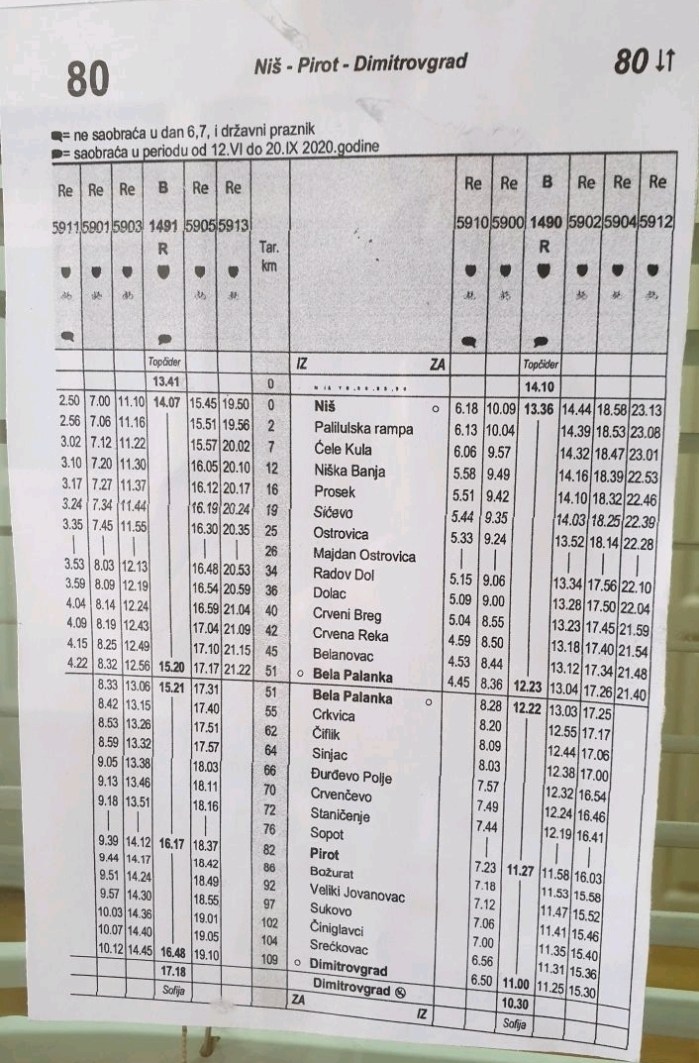 80 Niš - Pirot - Dimitrovgrad 80 ↓↑
= ne saobraća u dan 6,7, i državni praznik
= saobraća u periodu od 12.VI do 20.IX 2020.godine
Re Re Re B Re Re Re Re B Re Re Re
5911 5901 5903 1491 5905 5913 5910 5900 1490 5902 5904 5912
R Tar. R
km
Topčider IZ ZA Topčider
13.41 0 14.10
2.50 7.00 11.10 14.07 15.45 19.50 0 Niš 6.18 10.09 13.36 14.44 18.58 23.13
2.56 7.06 11.16 15.51 19.56 2 Palilulska rampa 6.13 10.04 14.39 18.53 23.08
3.02 7.12 11.22 15.57 20.02 7 Ćele Kula 6.06 9.57 14.32 18.47 23.01
3.10 7.20 11.30 16.05 20.10 12 Niška Banja 5.58 9.49 14.16 18.39 22.53
3.17 7.27 11.37 16.12 20.17 16 Prosek 5.51 9.42 14.10 18.32 22.46
3.24 7.34 11.44 16.19 20.24 19 Sićevo 5.44 9.35 14.03 18.25 22.39
3.35 7.45 11.55 16.30 20.35 25 Ostrovica 5.33 9.24 13.52 18.14 22.28
26 Majdan Ostrovica
3.53 8.03 12.13 16.48 20.53 34 Radov Dol 5.15 9.06 13.34 17.56 22.10
3.59 8.09 12.19 16.54 20.59 36 Dolac 5.09 9.00 13.28 17.50 22.04
4.04 8.14 12.24 16.59 21.04 40 Crveni Breg 5.04 8.55 13.23 17.45 21.59
4.09 8.19 12.43 17.04 21.09 42 Crvena Reka 4.59 8.50 13.18 17.40 21.54
4.15 8.25 12.49 17.10 21.15 45 Belanovac 4.53 8.44 13.12 17.34 21.48
4.22 8.32 12.56 15.20 17.17 21.22 51 Bela Palanka 4.45 8.36 12.23 13.04 17.26 21.40
8.33 13.06 15.21 17.31 51 Bela Palanka 8.28 12.22 13.03 17.25
8.42 13.15 17.40 55 Crkvica 8.20 12.55 17.17
8.53 13.26 17.51 62 Čiflik 8.09 12.44 17.06
8.59 13.32 17.57 64 Sinjac 8.03 12.38 17.00
9.05 13.38 18.03 66 Đurđevo Polje 7.57 12.32 16.54
9.13 13.46 18.11 70 Crvenčevo 7.49 12.24 16.46
9.18 13.51 18.16 72 Staničenje 7.44 12.19 16.41
76 Sopot
9.39 14.12 16.17 18.37 82 Pirot 7.23 11.27 11.58 16.03
9.44 14.17 18.42 86 Božurat 7.18 11.53 15.58
9.51 14.24 18.49 92 Veliki Jovanovac 7.12 11.47 15.52
9.57 14.30 18.55 97 Sukovo 7.06 11.41 15.46
10.03 14.36 19.01 102 Činiglavci 7.00 11.35 15.40
10.07 14.40 19.05 104 Srećkovac 6.56 11.31 15.36
10.12 14.45 16.48 19.10 109 Dimitrovgrad 6.50 11.00 11.25 15.30
17.18 Dimitrovgrad 10.30
Sofija ZA IZ Sofija